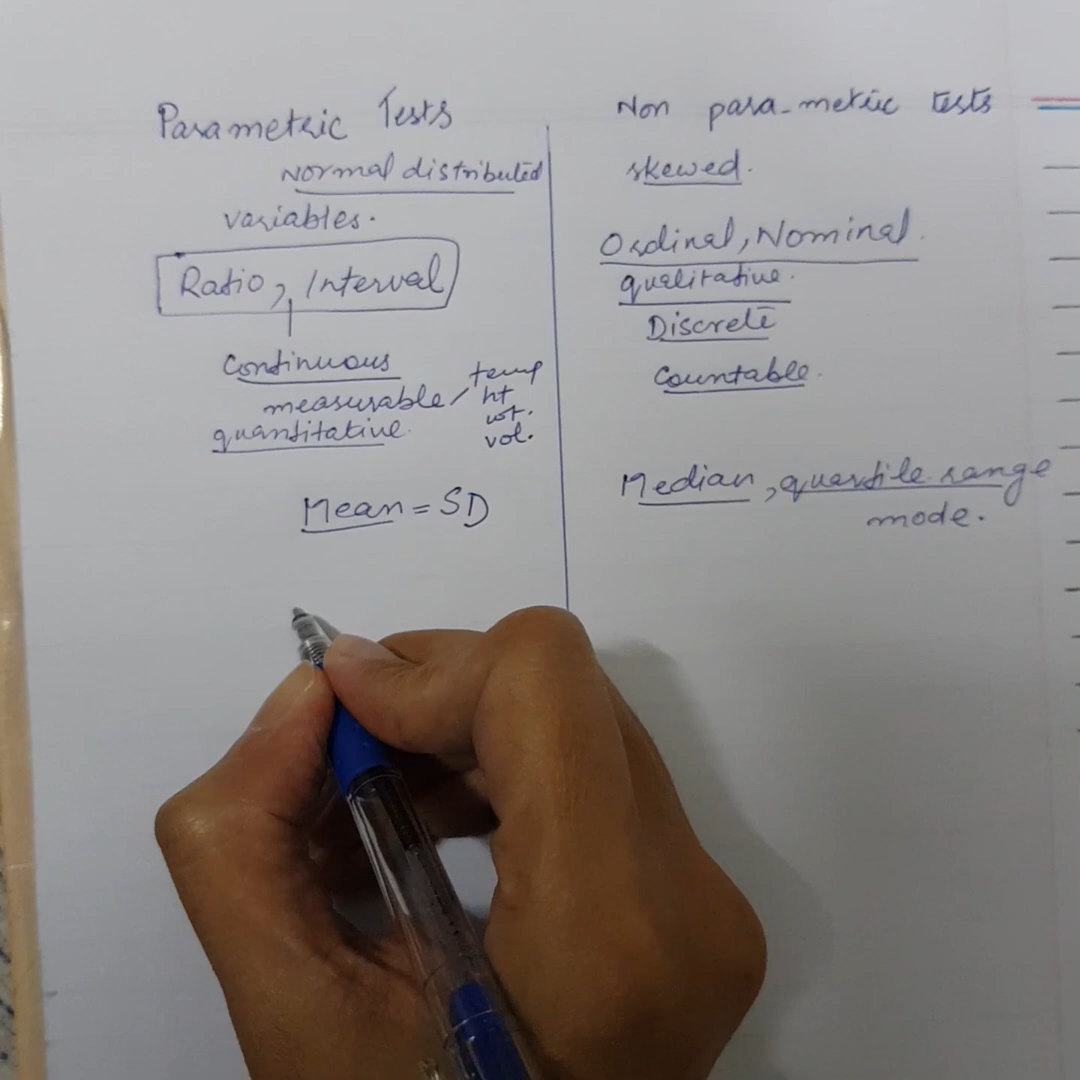 Parametric Tests
Normal distributed
variables.
Ratio, Interval
Continuous
measurable
temp
ht
wt.
vol.
quantitative.
Mean = SD
Non para-metric tests
skewed.
Ordinal, Nominal.
qualitative.
Discrete
Countable.
Median, quartile range
mode.